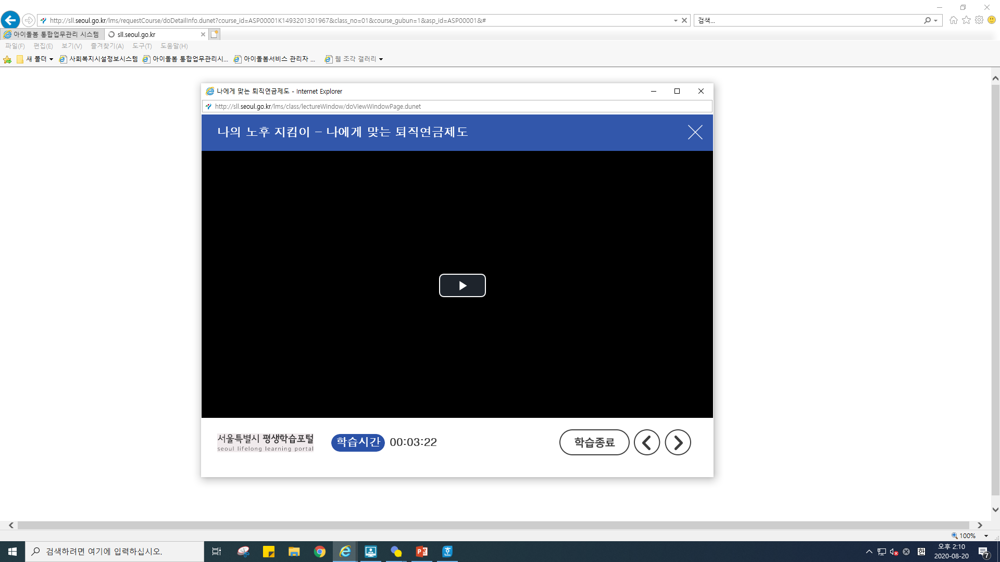 http://sll.seoul.go.kr/lms/requestCourse/doDetailInfo.dunet?course_id=ASP00001K1493201301967&class_no=01&course_gubun=1&asp_id=ASP00001&#
검색...
아이돌봄 통합업무관리 시스템
sll.seoul.go.kr
파일(F) 편집(E) 보기(V) 즐겨찾기(A) 도구(T) 도움말(H)
새 폴더 사회복지시설정보시스템 아이돌봄 통합업무관리시... 아이돌봄서비스 관리자 ... 웹 조각 갤러리
나에게 맞는 퇴직연금제도 - Internet Explorer
http://sll.seoul.go.kr/lms/class/lectureWindow/doViewWindowPage.dunet
나의 노후 지킴이 – 나에게 맞는 퇴직연금제도
서울특별시 평생학습포털
seoul lifelong learning portal
학습시간 00:03:22
학습종료
100%
검색하려면 여기에 입력하십시오.
한
오후 2:10
2020-08-20
7